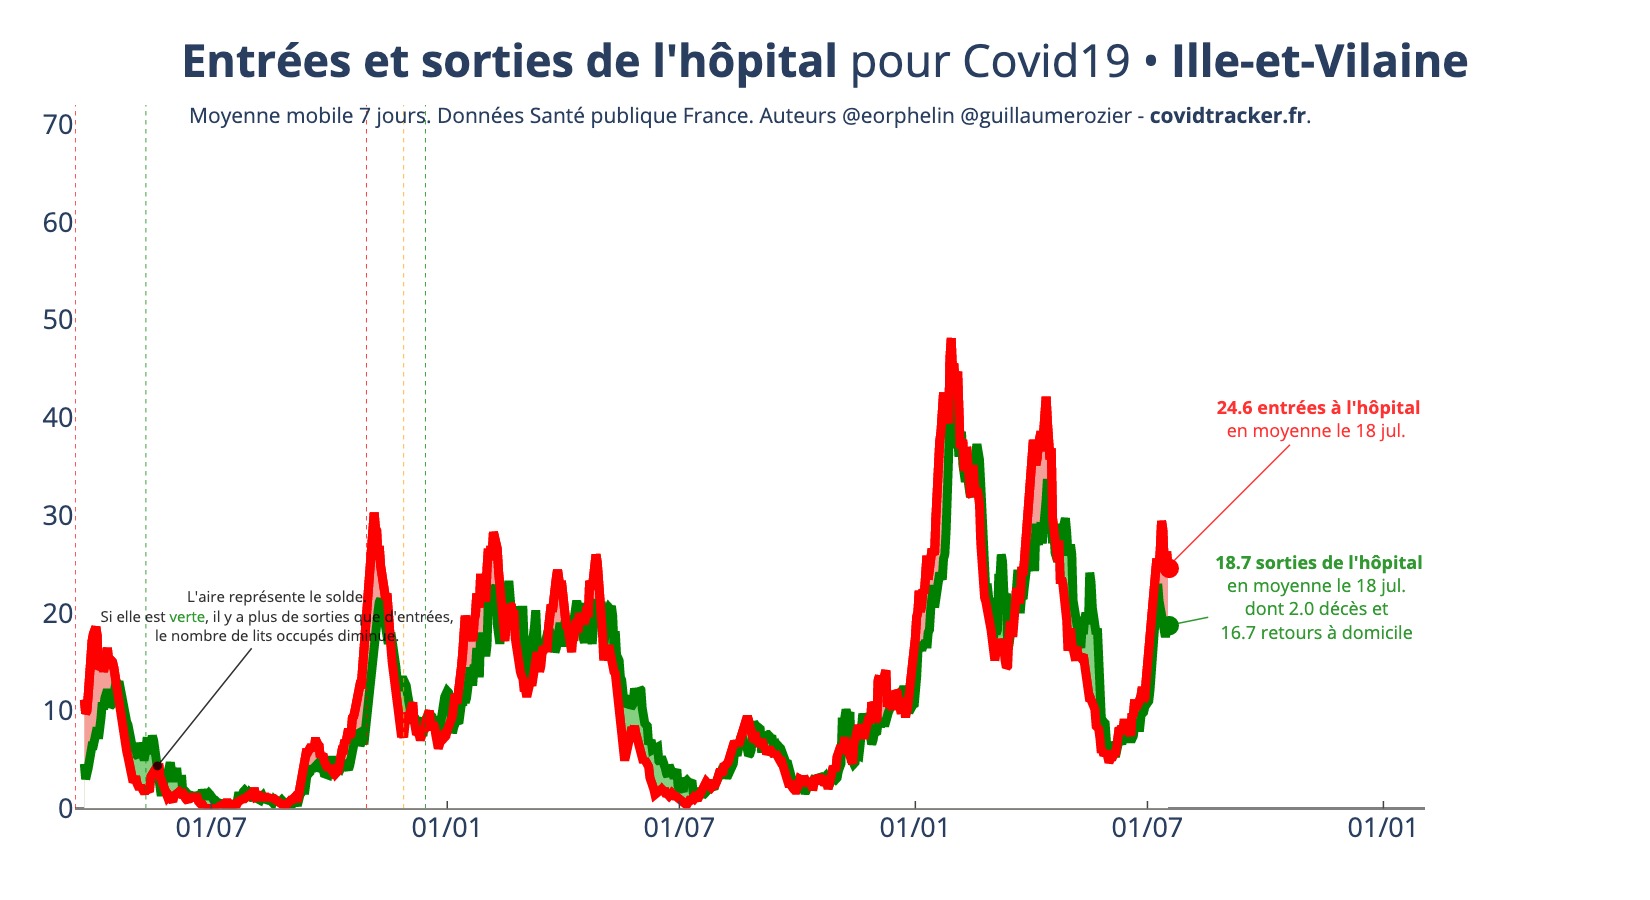 Entrées et sorties de l'hôpital pour Covid19 • Ille-et-Vilaine
Moyenne mobile 7 jours. Données Santé publique France. Auteurs @eorphelin @guillaumerozier - covidtracker.fr.
70
60
50
40
30
20
10
0
24.6 entrées à l'hôpital
en moyenne le 18 jul.
18.7 sorties de l'hôpital
en moyenne le 18 jul.
dont 2.0 décès et
16.7 retours à domicile
L'aire représente le solde.
Si elle est verte, il y a plus de sorties que d'entrées,
le nombre de lits occupés diminue.
01/07
01/01
01/07
01/01
01/07
01/01